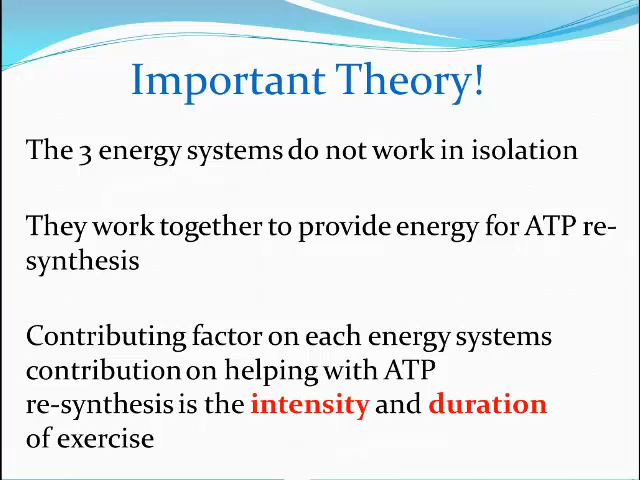 Important Theory!
The 3 energy systems do not work in isolation
They work together to provide energy for ATP re-
synthesis
Contributing factor on each energy systems
contribution on helping with ATP
re-synthesis is the intensity and duration
of exercise